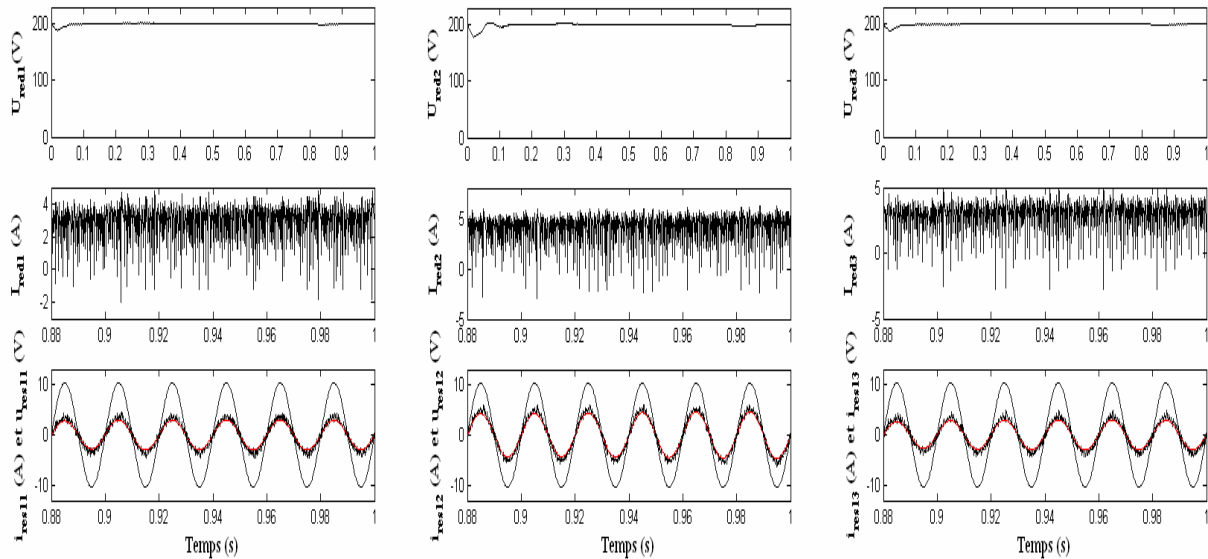 U_red1 (V)
200
100
0
0 0.1 0.2 0.3 0.4 0.5 0.6 0.7 0.8 0.9 1
U_red2 (V)
200
100
0
0 0.1 0.2 0.3 0.4 0.5 0.6 0.7 0.8 0.9 1
U_red3 (V)
200
100
0
0 0.1 0.2 0.3 0.4 0.5 0.6 0.7 0.8 0.9 1
I_red1 (A)
4
2
0
-2
0.88 0.9 0.92 0.94 0.96 0.98 1
I_red2 (A)
5
0
-5
0.88 0.9 0.92 0.94 0.96 0.98 1
I_red3 (A)
5
0
-5
0.88 0.9 0.92 0.94 0.96 0.98 1
i_res11 (A) et u_res11 (V)
10
0
-10
0.88 0.9 0.92 0.94 0.96 0.98 1
Temps (s)
i_res12 (A) et u_res12 (V)
10
0
-10
0.88 0.9 0.92 0.94 0.96 0.98 1
Temps (s)
i_res13 (A) et i_res13 (V)
10
0
-10
0.88 0.9 0.92 0.94 0.96 0.98 1
Temps (s)